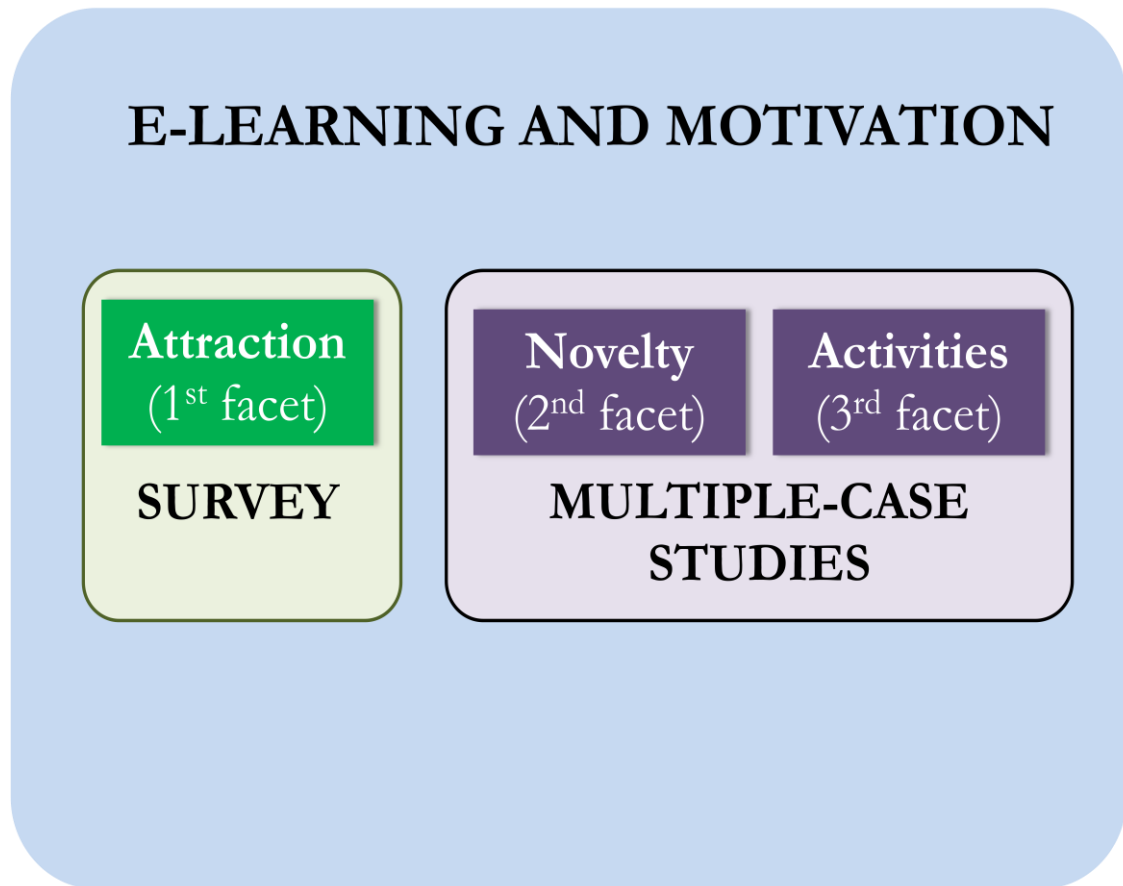 E-LEARNING AND MOTIVATION
Attraction
(1st facet)
SURVEY
Novelty
(2nd facet)
Activities
(3rd facet)
MULTIPLE-CASE
STUDIES